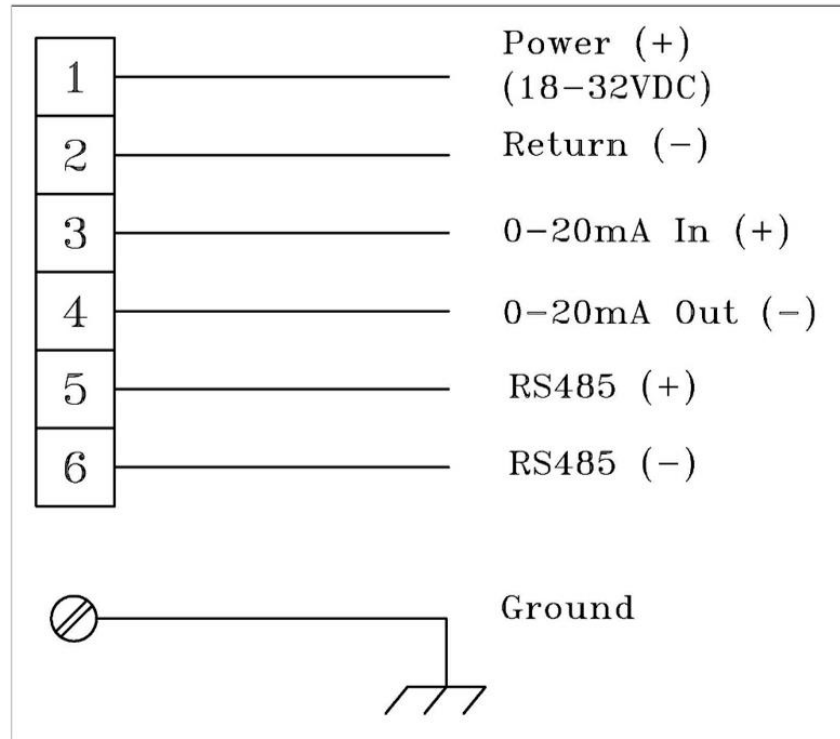 1 Power (+)
(18-32VDC)
2 Return (-)
3 0-20mA In (+)
4 0-20mA Out (-)
5 RS485 (+)
6 RS485 (-)
Ground